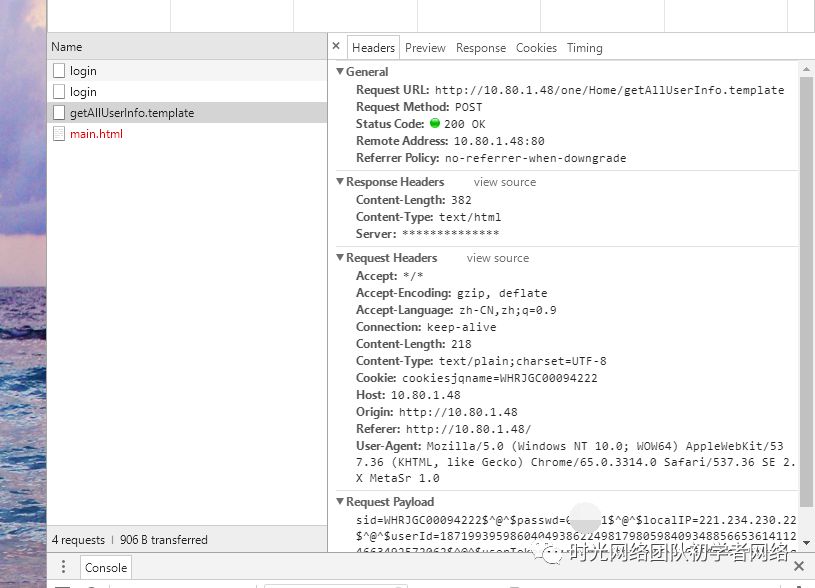 Name
login
login
getAllUserInfo.template
main.html
4 requests | 906 B transferred
× Headers Preview Response Cookies Timing
▼General
Request URL: http://10.80.1.48/one/Home/getAllUserInfo.template
Request Method: POST
Status Code: 200 OK
Remote Address: 10.80.1.48:80
Referrer Policy: no-referrer-when-downgrade
▼Response Headers view source
Content-Length: 382
Content-Type: text/html
Server: **************
▼Request Headers view source
Accept: */*
Accept-Encoding: gzip, deflate
Accept-Language: zh-CN,zh;q=0.9
Connection: keep-alive
Content-Length: 218
Content-Type: text/plain;charset=UTF-8
Cookie: cookiesjqname=WHRJGC00094222
Host: 10.80.1.48
Origin: http://10.80.1.48
Referer: http://10.80.1.48/
User-Agent: Mozilla/5.0 (Windows NT 10.0; WOW64) AppleWebKit/53
7.36 (KHTML, like Gecko) Chrome/65.0.3314.0 Safari/537.36 SE 2.
X MetaSr 1.0
▼Request Payload
sid=WHRJGC00094222$^@^$passwd= 1$^@^$localIP=221.234.230.22
$^@^$userId=
时光网络团队初学者网络
Console